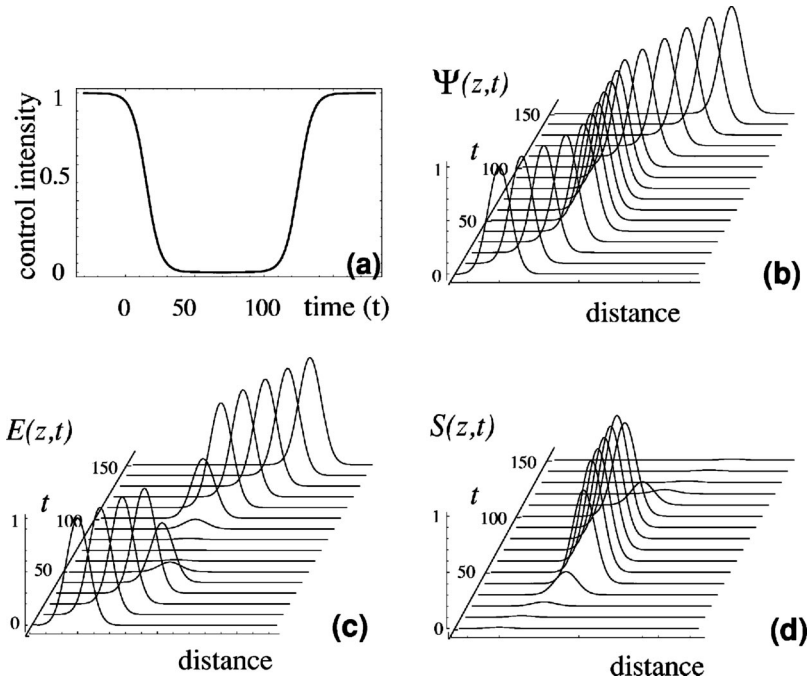 control intensity
1
0.5
0
0 50 100 time (t)
(a)
Ψ(z,t)
150
t
100
1
50
0
distance
(b)
E(z,t)
150
t
100
1
50
0
distance
(c)
S(z,t)
150
t
100
1
50
0
distance
(d)